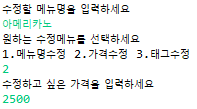 수정할 메뉴명을 입력하세요
아메리카노
원하는 수정메뉴를 선택하세요
1.메뉴명수정 2.가격수정 3.태그수정
2
수정하고 싶은 가격을 입력하세요
2500